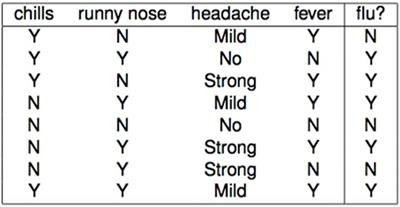 chills runny nose headache fever flu?
Y N Mild Y N
Y Y No N Y
Y N Strong Y Y
N Y Mild Y Y
N N No N N
N Y Strong Y Y
N Y Strong N N
Y Y Mild Y Y